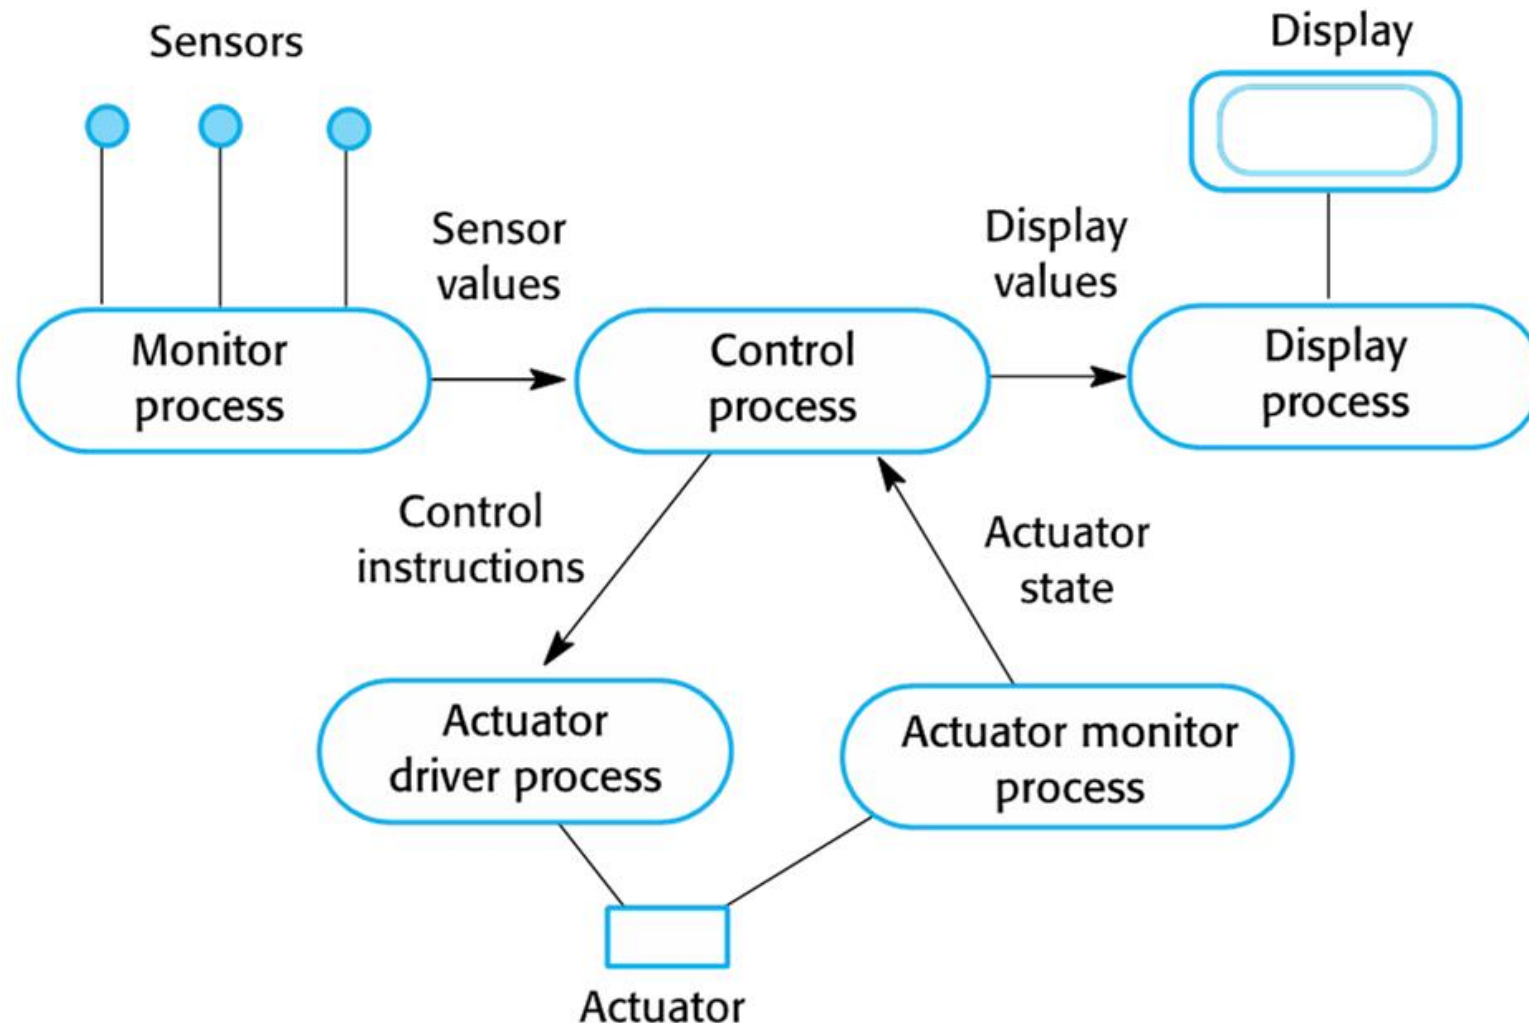 Sensors
Display
Sensor
values
Display
values
Monitor
process
Control
process
Display
process
Control
instructions
Actuator
state
Actuator
driver process
Actuator monitor
process
Actuator